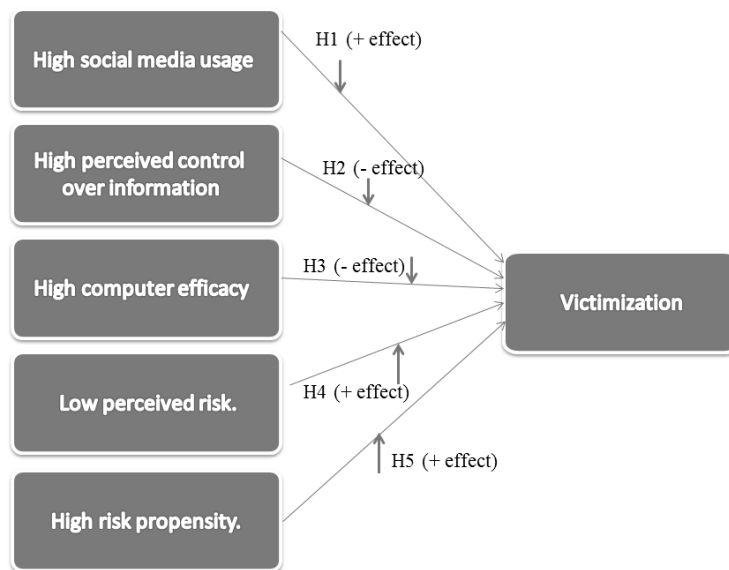 High social media usage
H1 (+ effect)
High perceived control
over information
H2 (- effect)
High computer efficacy
H3 (- effect)
Victimization
Low perceived risk.
H4 (+ effect)
High risk propensity.
H5 (+ effect)